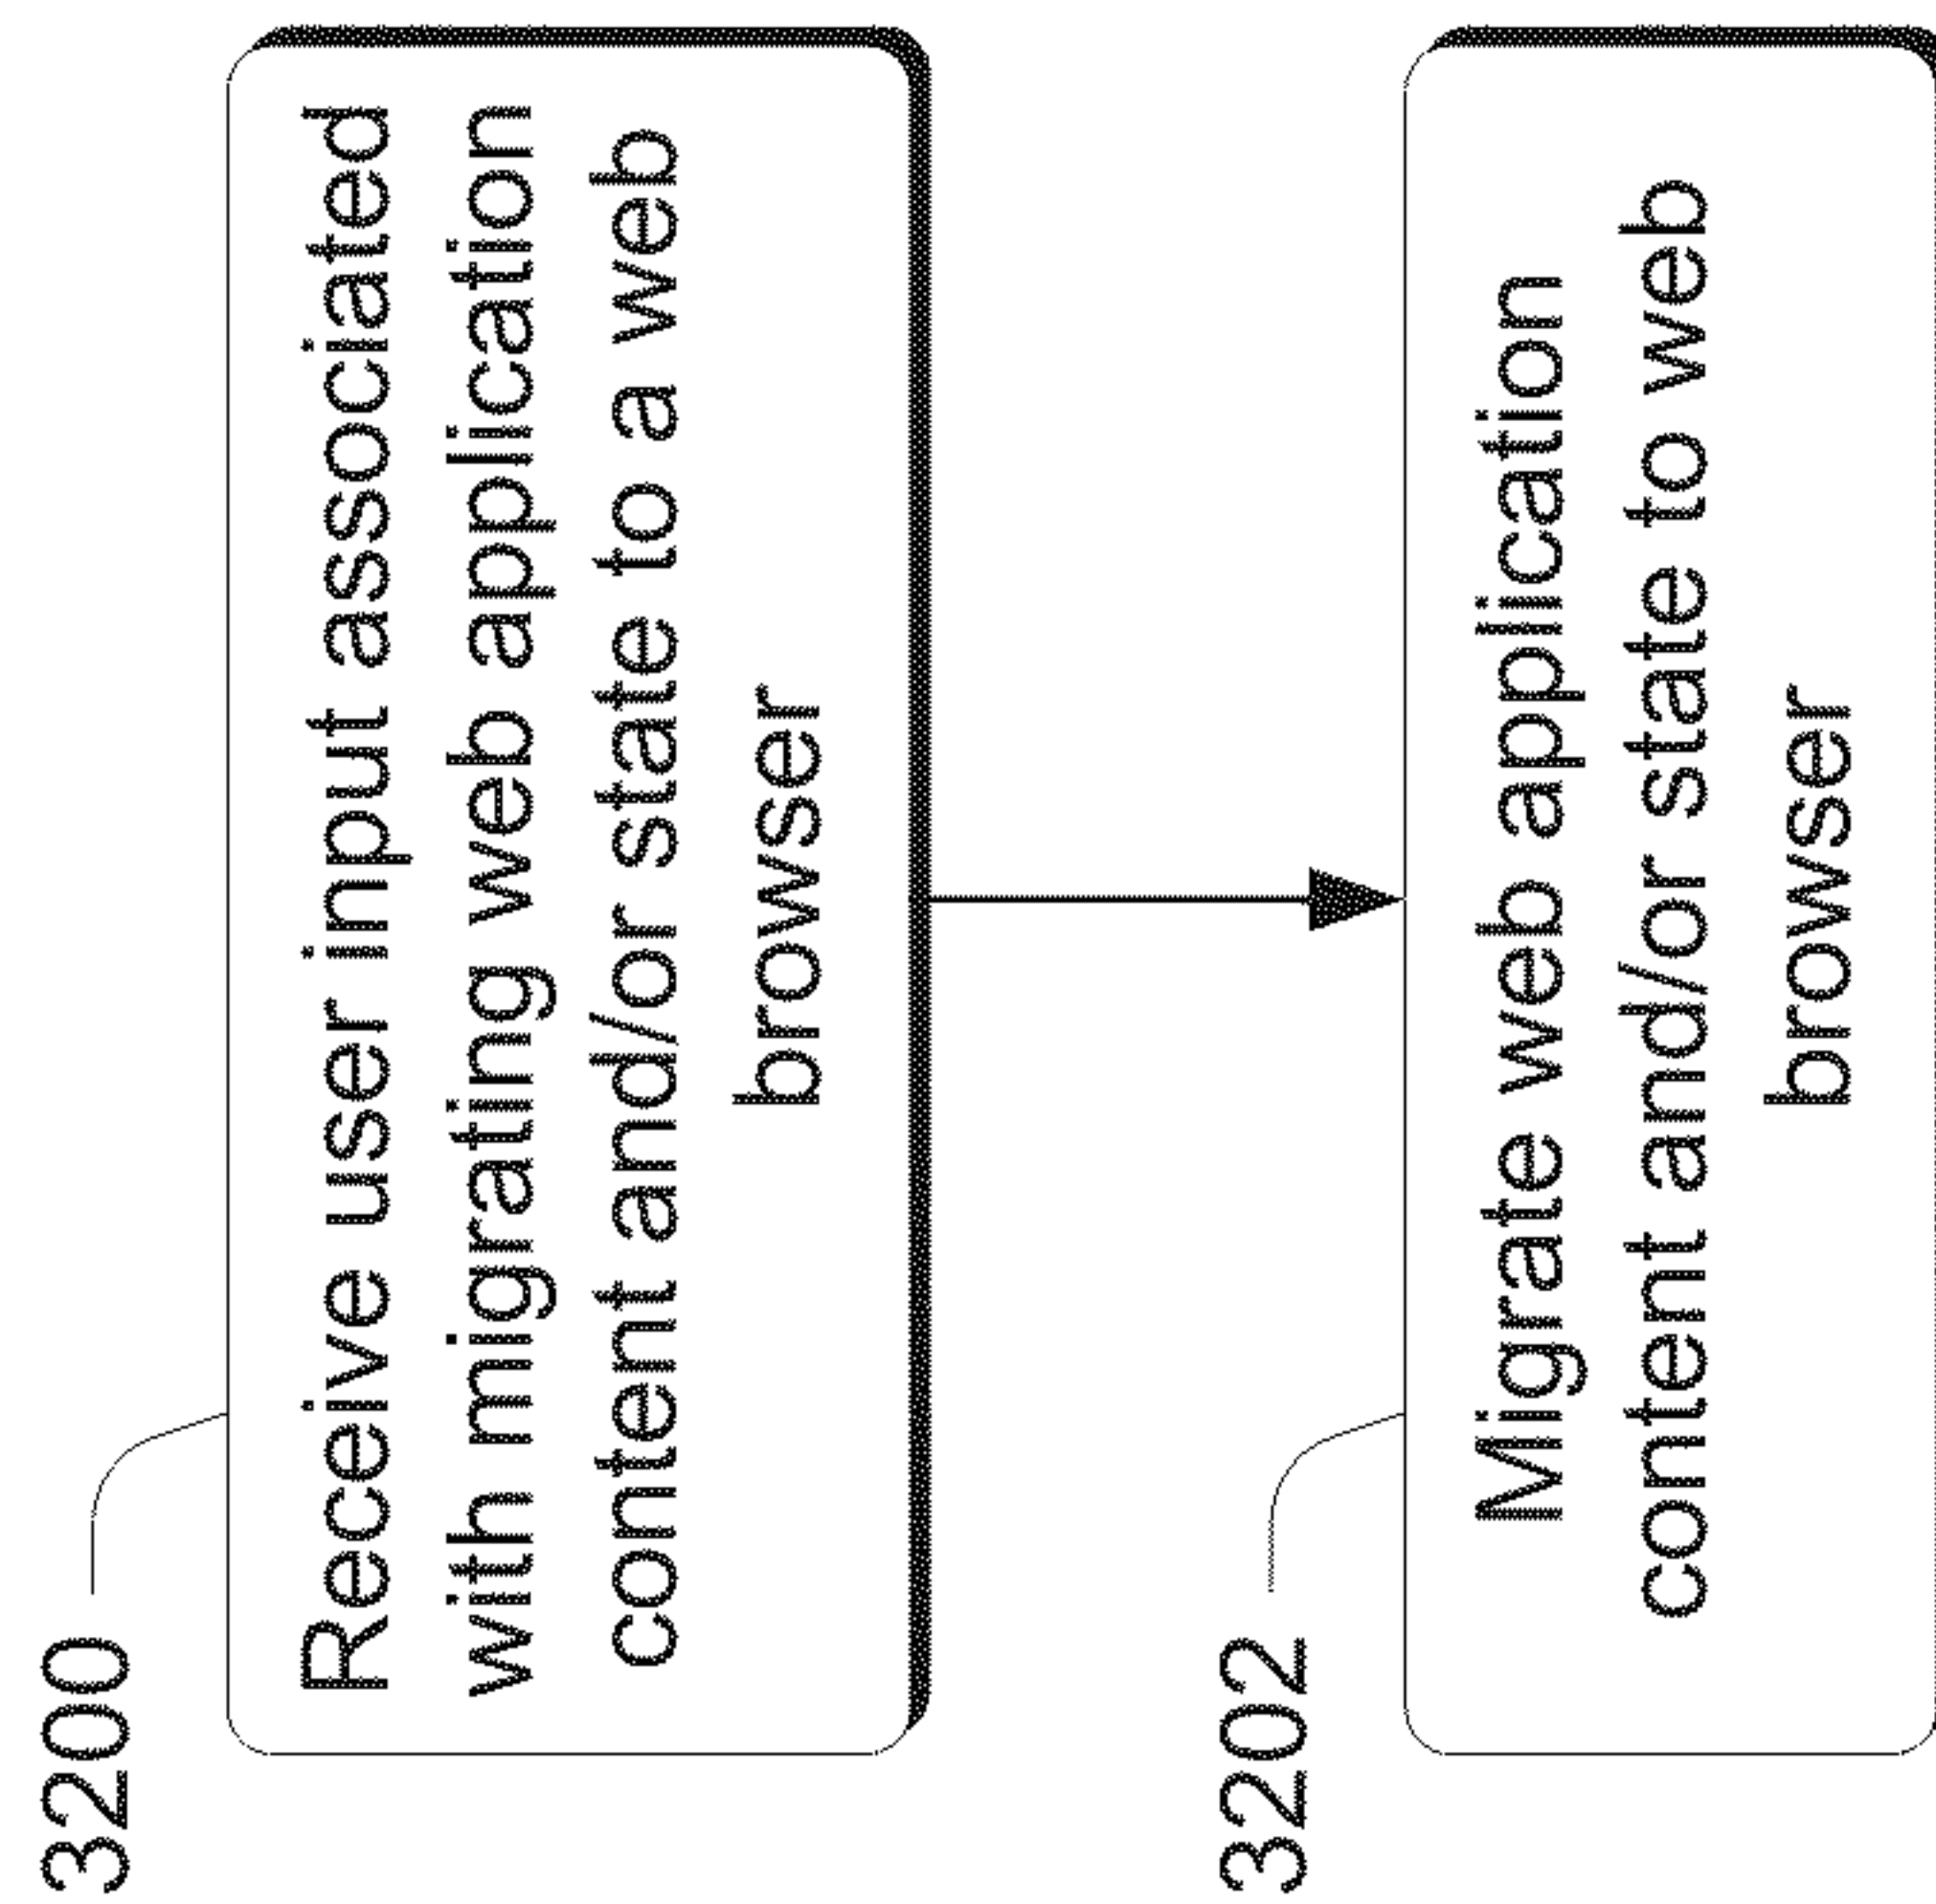 3200
Receive user input associated
with migrating web application
content and/or state to a web
browser
3202
Migrate web application
content and/or state to web
browser